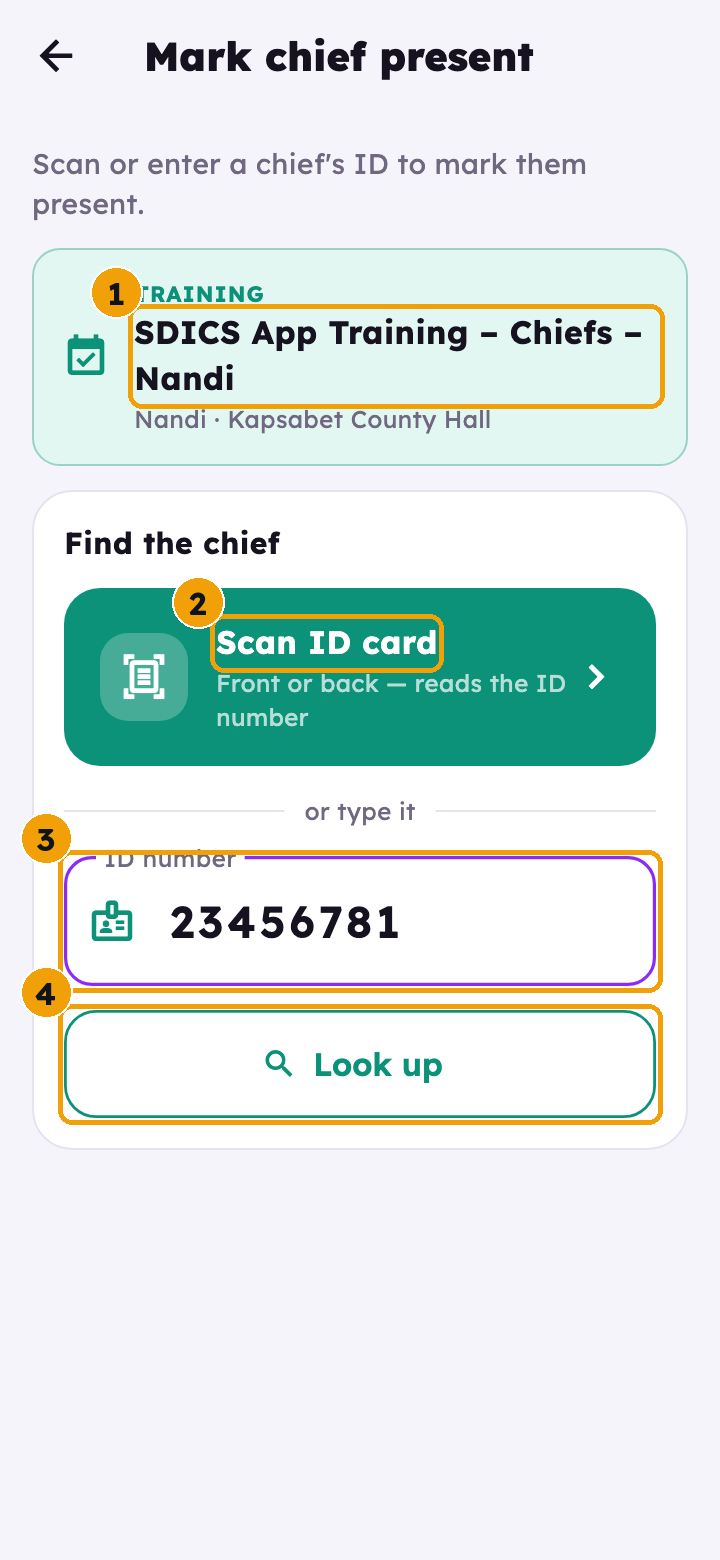 Mark chief present
Scan or enter a chief's ID to mark them
present.
1
TRAINING
SDICS App Training – Chiefs –
Nandi
Nandi · Kapsabet County Hall
Find the chief
2
Scan ID card
Front or back — reads the ID
number
or type it
3
ID number
23456781
4
Look up